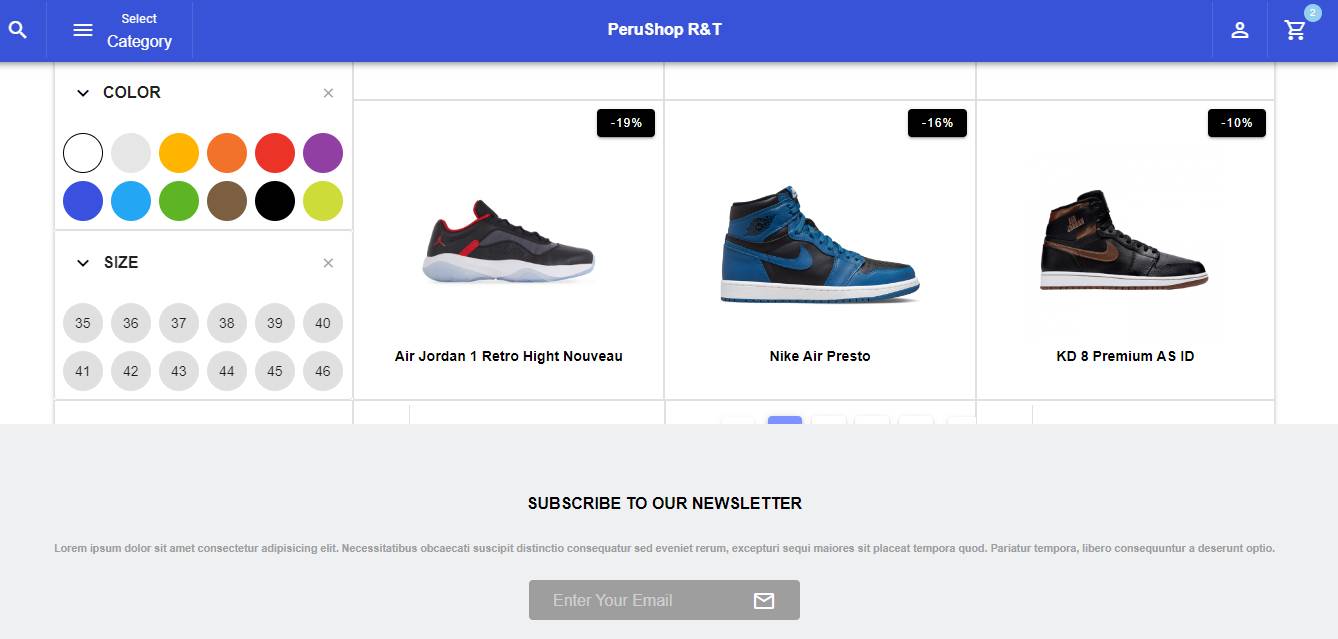 Select
Category
PeruShop R&T
2
COLOR
SIZE
35 36 37 38 39 40
41 42 43 44 45 46
-19%
-16%
-10%
Air Jordan 1 Retro Hight Nouveau
Nike Air Presto
KD 8 Premium AS ID
SUBSCRIBE TO OUR NEWSLETTER
Lorem ipsum dolor sit amet consectetur adipisicing elit. Necessitatibus obcaecati suscipit distinctio consequatur sed eveniet rerum, excepturi sequi maiores sit placeat tempora quod. Pariatur tempora, libero consequuntur a deserunt optio.
Enter Your Email